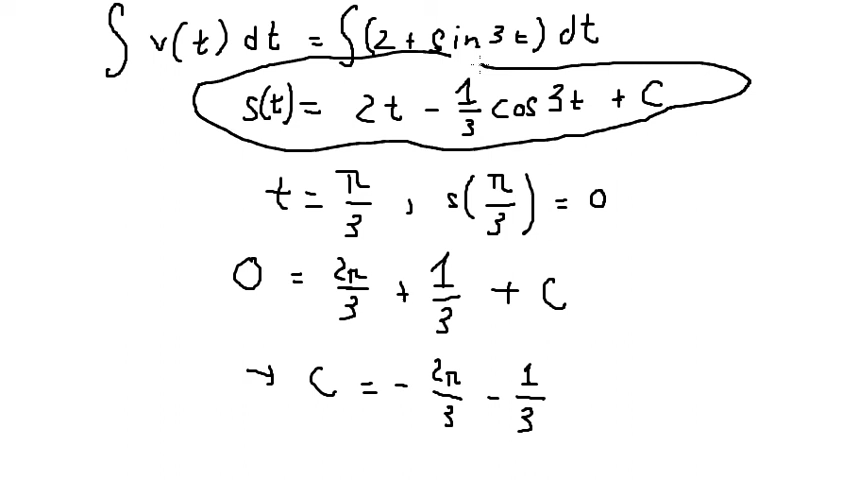 ∫ v(t) dt = ∫(2 + sin 3t) dt
s(t) = 2t - 1/3 cos 3t + C
t = π/3 , s(π/3) = 0
0 = 2π/3 + 1/3 + C
→ C = - 2π/3 - 1/3